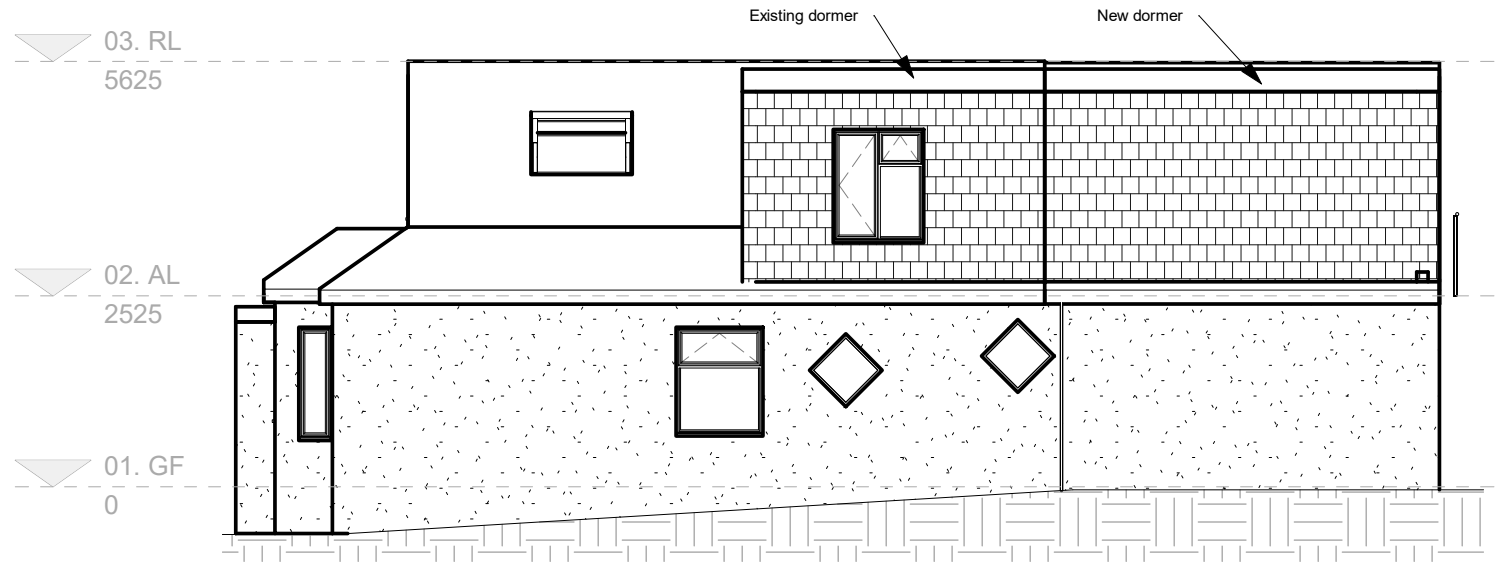 Existing dormer
New dormer
03. RL
5625
02. AL
2525
01. GF
0